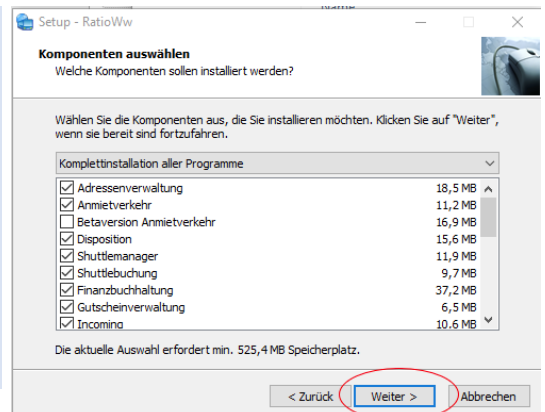 Setup - RatioWw
Komponenten auswählen
Welche Komponenten sollen installiert werden?
Wählen Sie die Komponenten aus, die Sie installieren möchten. Klicken Sie auf "Weiter",
wenn sie bereit sind fortzufahren.
Komplettinstallation aller Programme
Adressenverwaltung 18,5 MB
Anmietverkehr 11,2 MB
Betaversion Anmietverkehr 16,9 MB
Disposition 15,6 MB
Shuttlemanager 11,9 MB
Shuttlebuchung 9,7 MB
Finanzbuchhaltung 37,2 MB
Gutscheinverwaltung 6,5 MB
Incoming 10,6 MB
Die aktuelle Auswahl erfordert min. 525,4 MB Speicherplatz.
< Zurück Weiter > Abbrechen